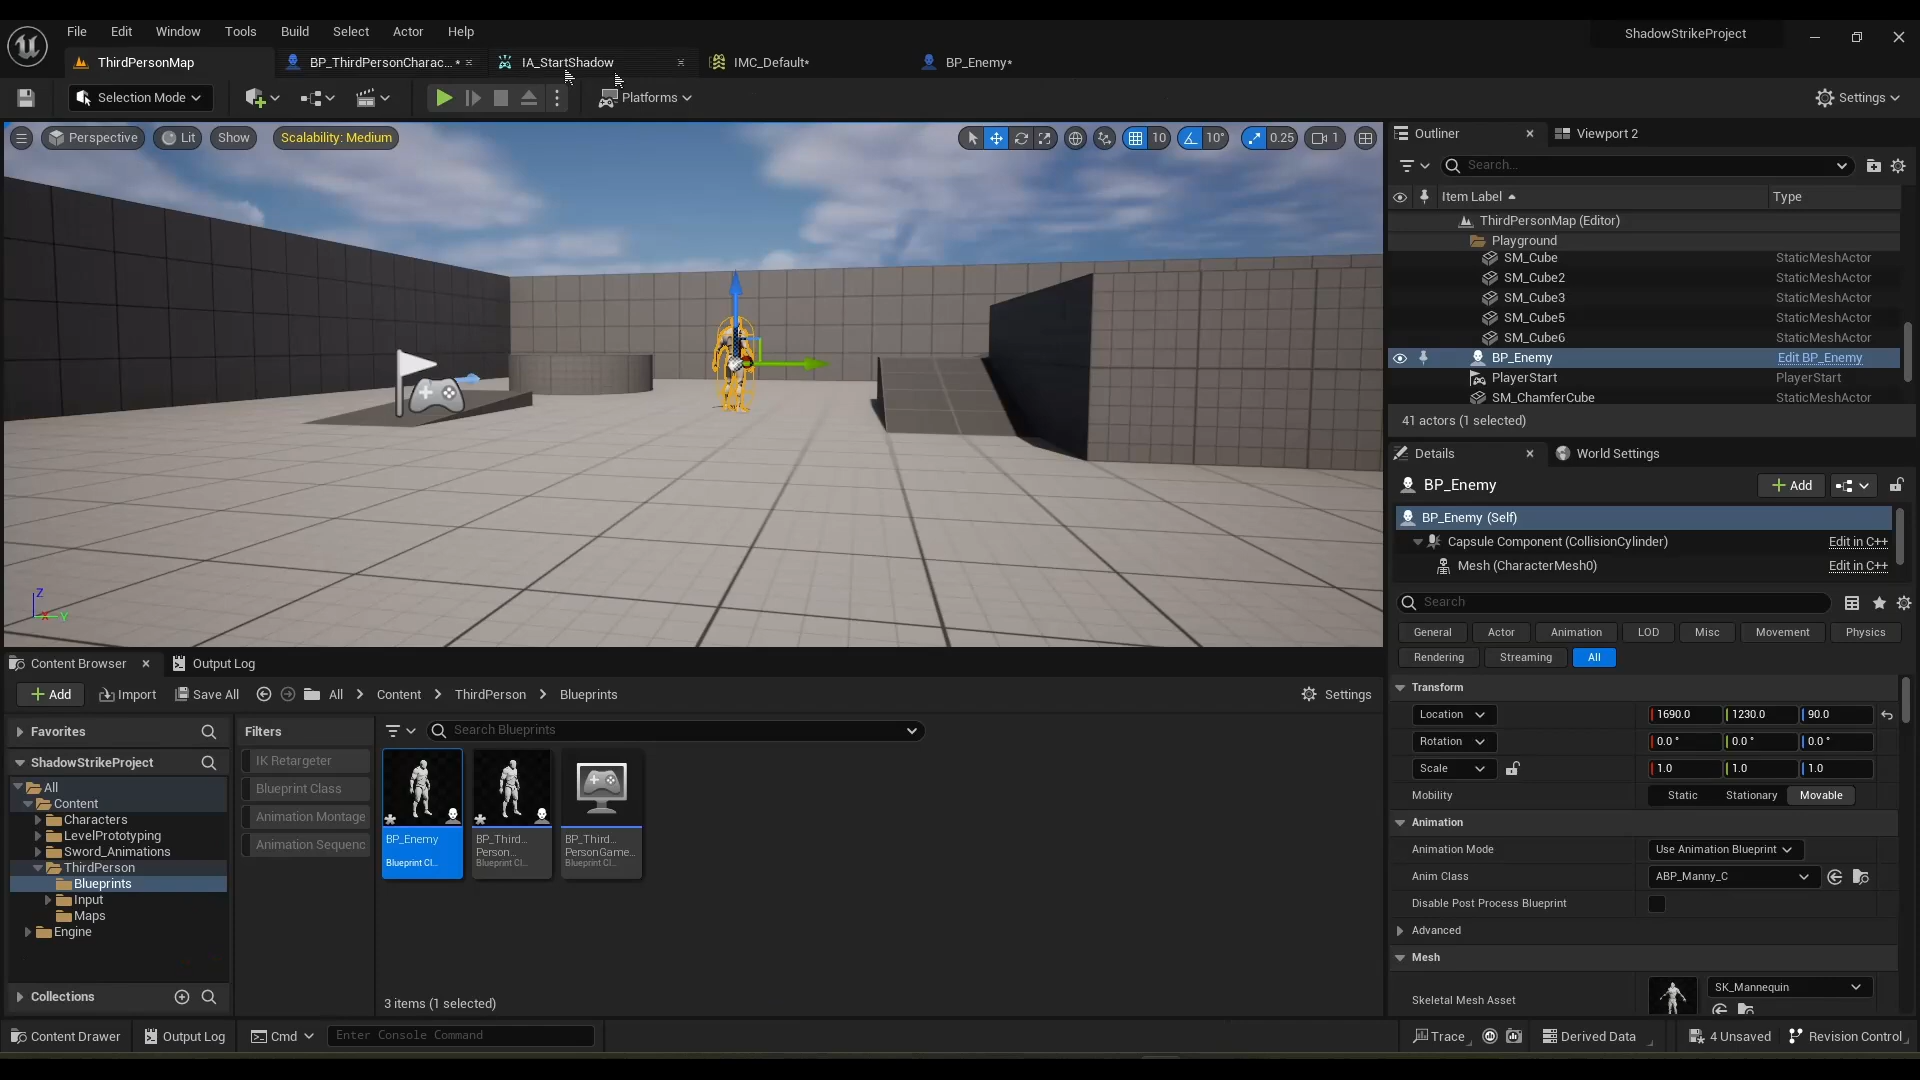 File Edit Window Tools Build Select Actor Help
ShadowStrikeProject
ThirdPersonMap
BP_ThirdPersonCharac... *
IA_StartShadow
IMC_Default*
BP_Enemy*
Selection Mode
Platforms
Settings
Perspective Lit Show Scalability: Medium
10 10° 0.25 1
Outliner
Viewport 2
Search...
Item Label Type
ThirdPersonMap (Editor)
Playground
SM_Cube StaticMeshActor
SM_Cube2 StaticMeshActor
SM_Cube3 StaticMeshActor
SM_Cube5 StaticMeshActor
SM_Cube6 StaticMeshActor
BP_Enemy Edit BP_Enemy
PlayerStart PlayerStart
SM_ChamferCube StaticMeshActor
41 actors (1 selected)
Details
World Settings
BP_Enemy
Add
BP_Enemy (Self)
Capsule Component (CollisionCylinder) Edit in C++
Mesh (CharacterMesh0) Edit in C++
Search
General Actor Animation LOD Misc Movement Physics
Rendering Streaming All
Transform
Location 1690.0 1230.0 90.0
Rotation 0.0 ° 0.0 ° 0.0 °
Scale 1.0 1.0 1.0
Mobility Static Stationary Movable
Animation
Animation Mode Use Animation Blueprint
Anim Class ABP_Manny_C
Disable Post Process Blueprint
Advanced
Mesh
Skeletal Mesh Asset SK_Mannequin
Z
Y
Content Browser
Output Log
Add Import Save All All Content ThirdPerson Blueprints Settings
Favorites
ShadowStrikeProject
All
Content
Characters
LevelPrototyping
Sword_Animations
ThirdPerson
Blueprints
Input
Maps
Engine
Collections
Filters
IK Retargeter
Blueprint Class
Animation Montage
Animation Sequenc
Search Blueprints
BP_Enemy
Blueprint Cl...
BP_Third...
Person...
Blueprint Cl...
BP_Third...
PersonGame...
Blueprint Cl...
3 items (1 selected)
Content Drawer Output Log Cmd Enter Console Command
Trace Derived Data 4 Unsaved Revision Control